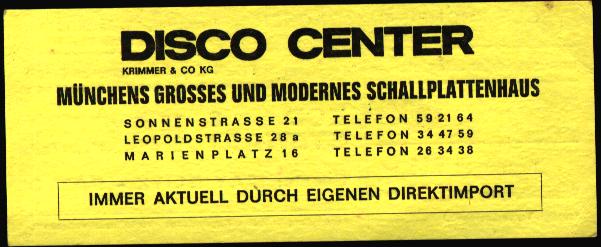 DISCO CENTER
KRIMMER & CO KG
MÜNCHENS GROSSES UND MODERNES SCHALLPLATTENHAUS
SONNENSTRASSE 21 TELEFON 59 21 64
LEOPOLDSTRASSE 28 a TELEFON 34 47 59
MARIENPLATZ 16 TELEFON 26 34 38
IMMER AKTUELL DURCH EIGENEN DIREKTIMPORT